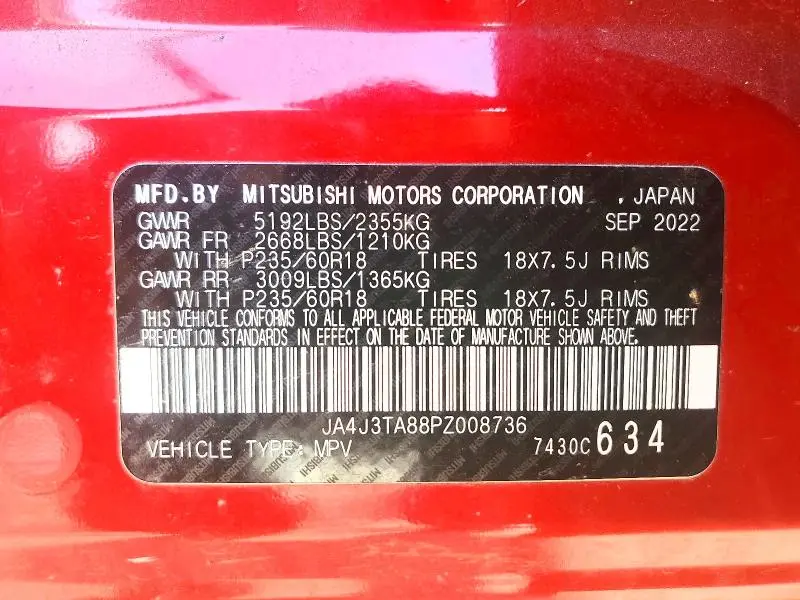 MFD.BY MITSUBISHI MOTORS CORPORATION , JAPAN
GVWR 5192LBS/2355KG SEP 2022
GAWR FR 2668LBS/1210KG
WITH P235/60R18 TIRES 18X7.5J RIMS
GAWR RR 3009LBS/1365KG
WITH P235/60R18 TIRES 18X7.5J RIMS
THIS VEHICLE CONFORMS TO ALL APPLICABLE FEDERAL MOTOR VEHICLE SAFETY AND THEFT
PREVENTION STANDARDS IN EFFECT ON THE DATE OF MANUFACTURE SHOWN ABOVE.
JA4J3TA88PZ008736
VEHICLE TYPE: MPV 7430C 634